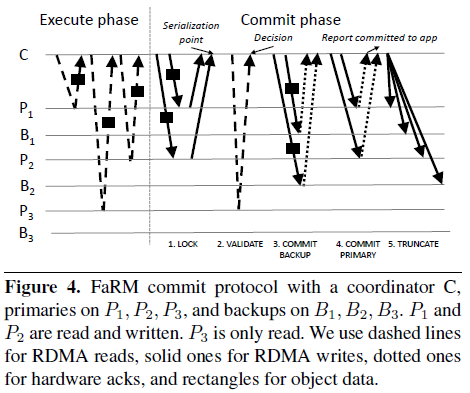 Execute phase
Commit phase
Serialization
point
Decision
Report committed to app
C
P1
B1
P2
B2
P3
B3
1. LOCK
2. VALIDATE
3. COMMIT
BACKUP
4. COMMIT
PRIMARY
5. TRUNCATE
Figure 4. FaRM commit protocol with a coordinator C,
primaries on P1, P2, P3, and backups on B1, B2, B3. P1 and
P2 are read and written. P3 is only read. We use dashed lines
for RDMA reads, solid ones for RDMA writes, dotted ones
for hardware acks, and rectangles for object data.